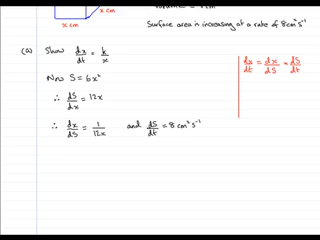 x cm
x cm
Surface area is increasing at a rate of 8cm² s⁻¹
(a) Show dx/dt = k/x
Now S = 6x²
∴ dS/dx = 12x
∴ dx/dS = 1/12x and dS/dt = 8 cm² s⁻¹
dx/dt = dx/dS × dS/dt